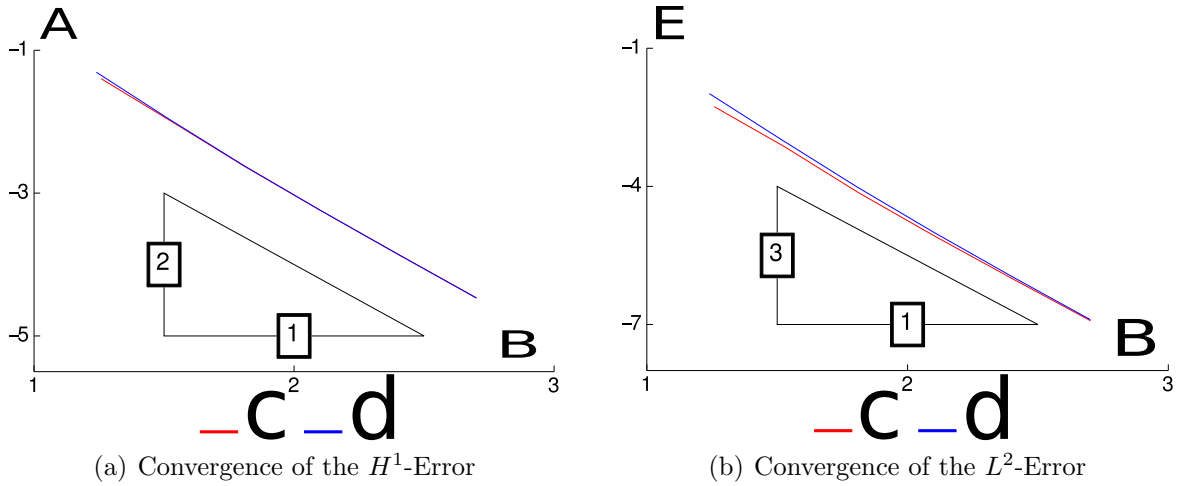 A
−1
−3
−5
2
1
B
1
2
3
c d
(a) Convergence of the H¹-Error
E
−1
−4
−7
3
1
B
1
2
3
c d
(b) Convergence of the L²-Error